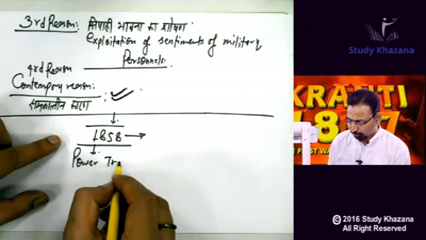 3rd Reason: सिपाही भावना का शोषण
Exploitation of sentiments of military
Personnels
4th Reason
Contempory reason:
समकालीन कारण
1858
Power Tra
Study Khazana
KRANTI
1857
© 2016 Study Khazana
All Right Reserved